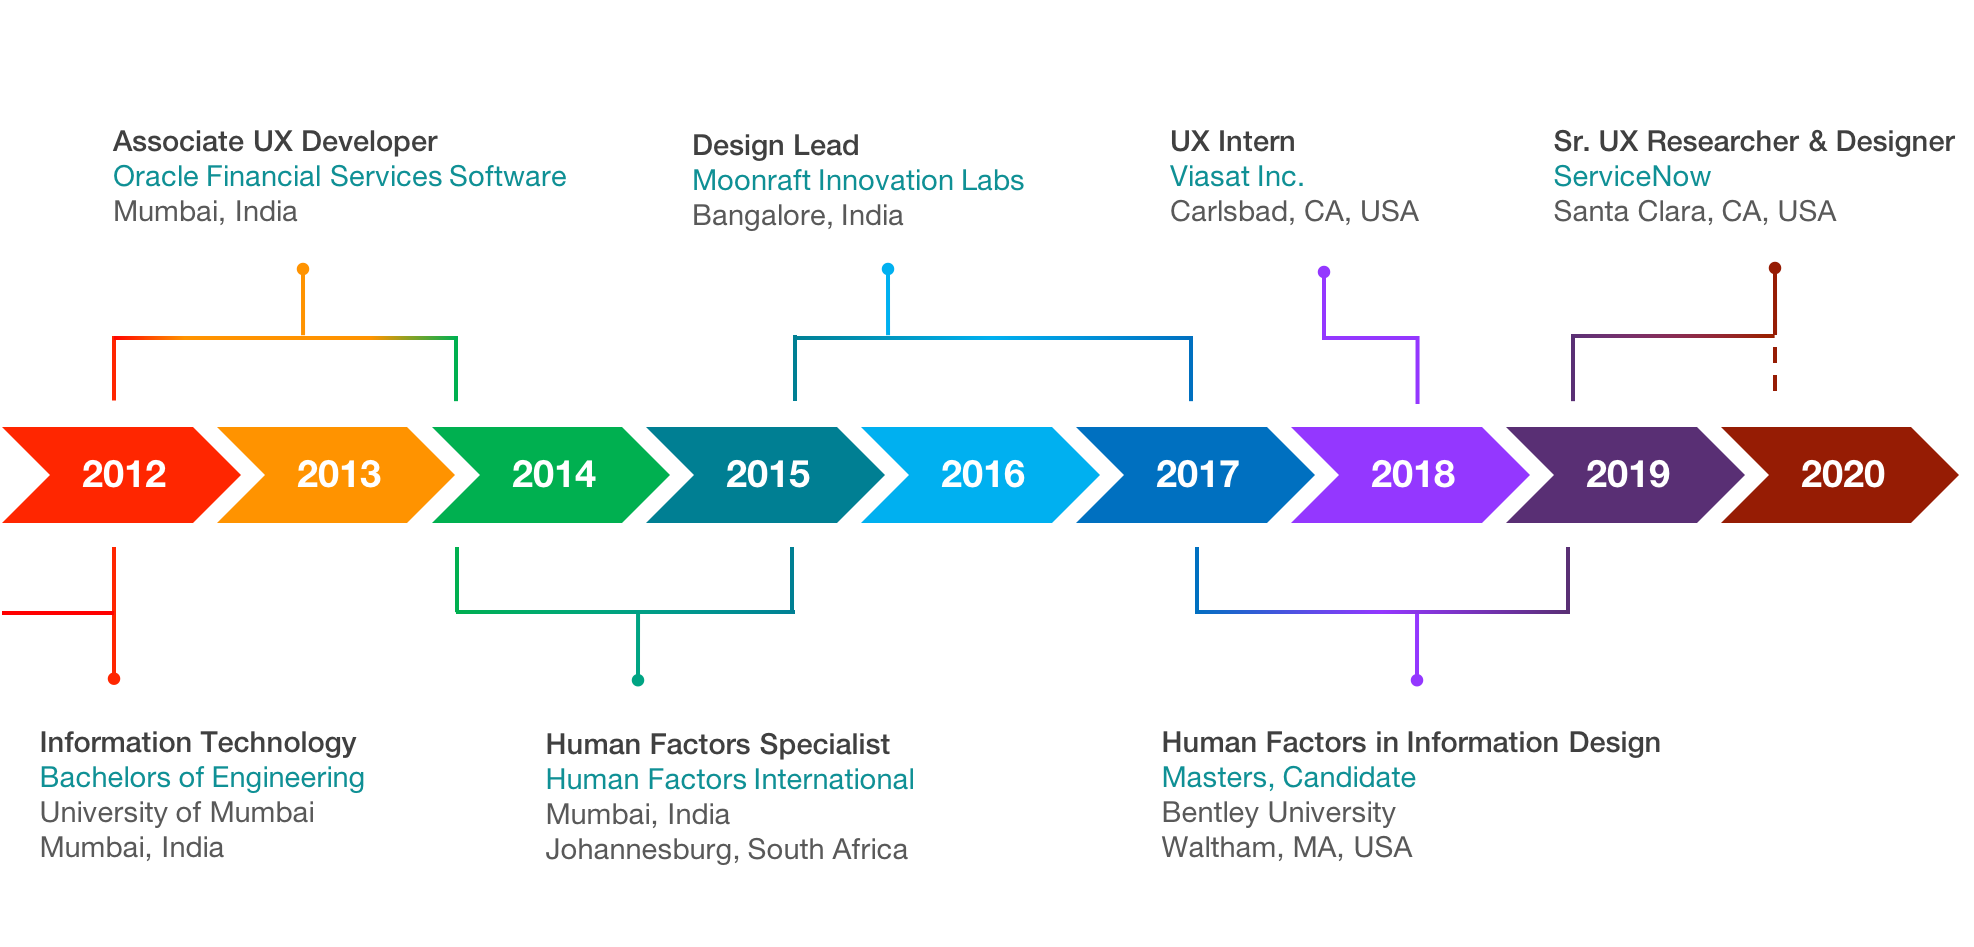 Associate UX Developer
Oracle Financial Services Software
Mumbai, India
Design Lead
Moonraft Innovation Labs
Bangalore, India
UX Intern
Viasat Inc.
Carlsbad, CA, USA
Sr. UX Researcher & Designer
ServiceNow
Santa Clara, CA, USA
2012
2013
2014
2015
2016
2017
2018
2019
2020
Information Technology
Bachelors of Engineering
University of Mumbai
Mumbai, India
Human Factors Specialist
Human Factors International
Mumbai, India
Johannesburg, South Africa
Human Factors in Information Design
Masters, Candidate
Bentley University
Waltham, MA, USA